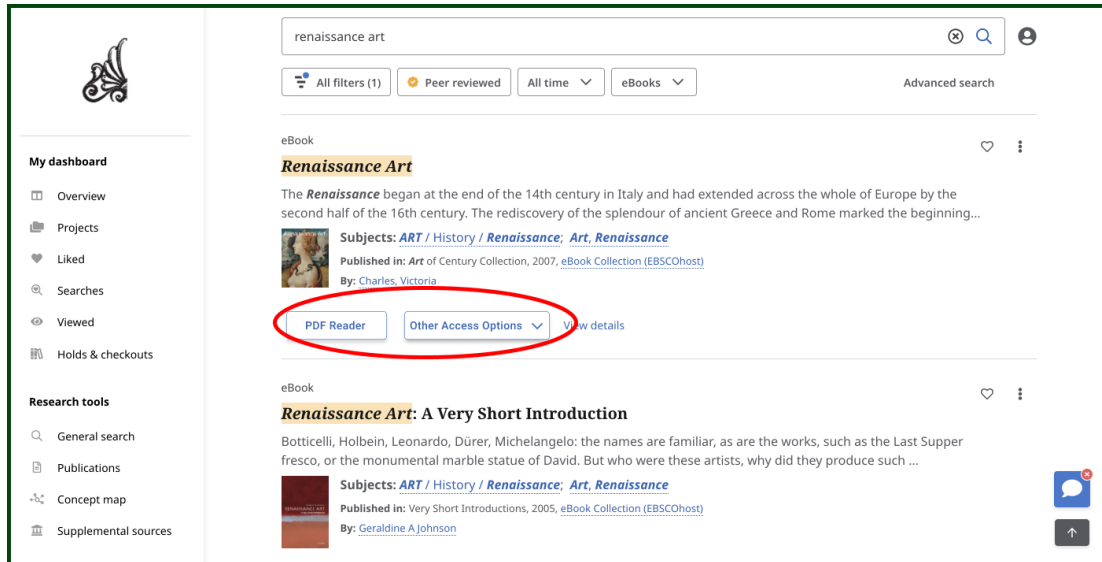 renaissance art
All filters (1)
Peer reviewed
All time
eBooks
Advanced search
My dashboard
Overview
Projects
Liked
Searches
Viewed
Holds & checkouts
Research tools
General search
Publications
Concept map
Supplemental sources
eBook
Renaissance Art
The Renaissance began at the end of the 14th century in Italy and had extended across the whole of Europe by the
second half of the 16th century. The rediscovery of the splendour of ancient Greece and Rome marked the beginning...
Subjects: ART / History / Renaissance; Art, Renaissance
Published in: Art of Century Collection, 2007, eBook Collection (EBSCOhost)
By: Charles, Victoria
PDF Reader
Other Access Options
View details
eBook
Renaissance Art: A Very Short Introduction
Botticelli, Holbein, Leonardo, Dürer, Michelangelo: the names are familiar, as are the works, such as the Last Supper
fresco, or the monumental marble statue of David. But who were these artists, why did they produce such ...
Subjects: ART / History / Renaissance; Art, Renaissance
Published in: Very Short Introductions, 2005, eBook Collection (EBSCOhost)
By: Geraldine A Johnson